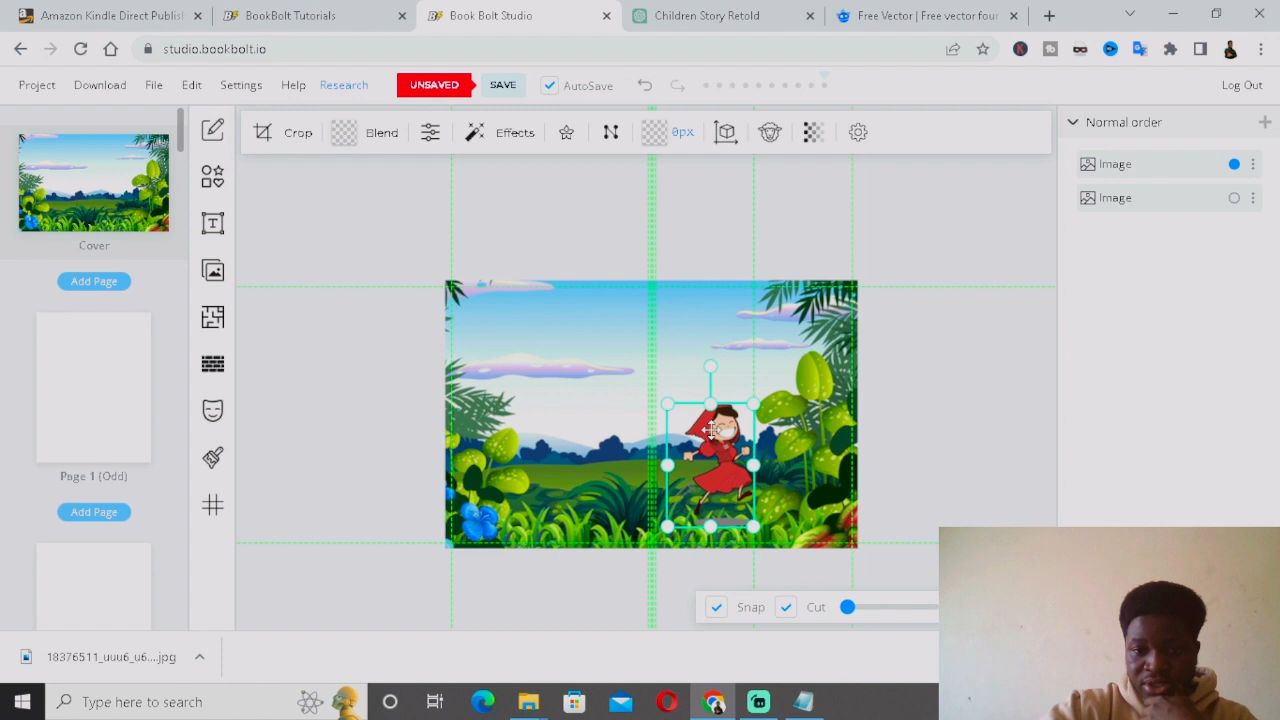 Amazon Kindle Direct Publisl
BookBolt Tutorials
Book Bolt Studio
Children Story Retold
Free Vector | Free vector four
studio.bookbolt.io
Project
Download
File
Edit
Settings
Help
Research
UNSAVED
SAVE
AutoSave
Log Out
Crop
Blend
Effects
0px
Normal order
Image
Image
Cover
Add Page
Page 1 (Odd)
Add Page
Snap
Cut
18376511_uuu6_u6....jpg
Type here to search